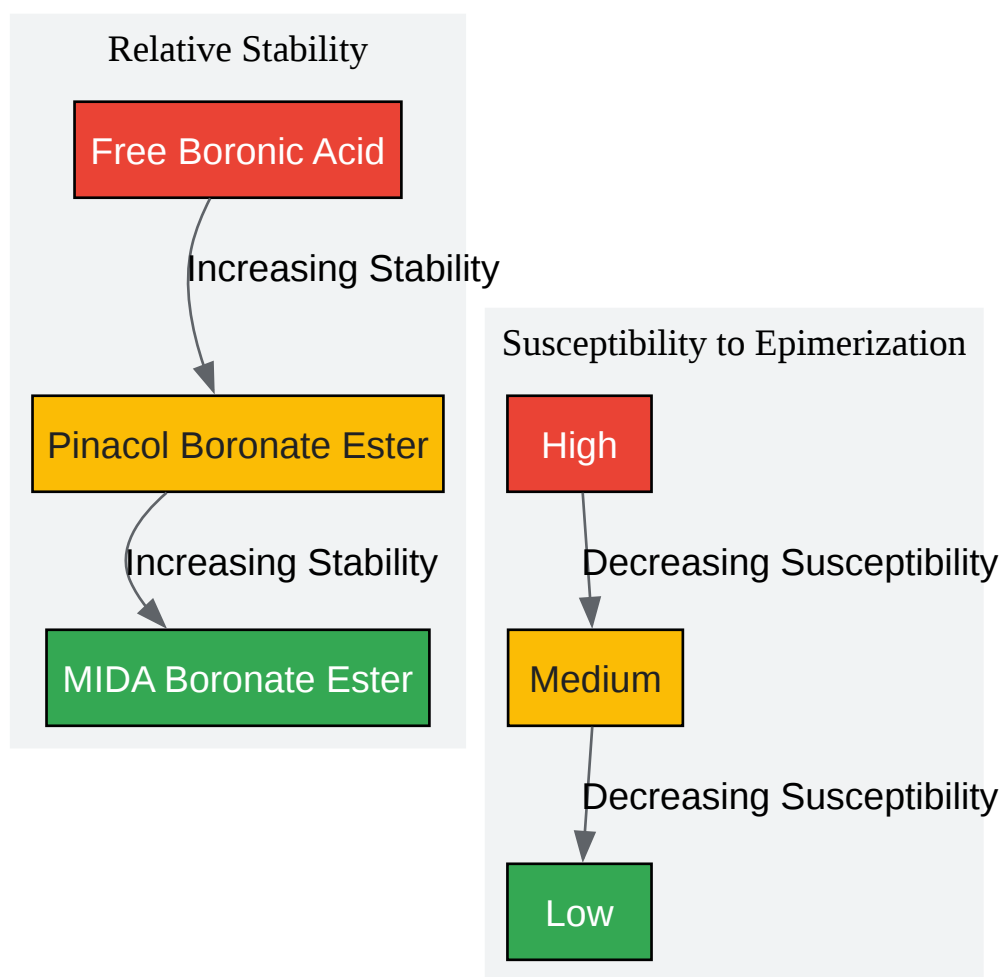 Relative Stability
Free Boronic Acid
Increasing Stability
Pinacol Boronate Ester
Increasing Stability
MIDA Boronate Ester
Susceptibility to Epimerization
High
Decreasing Susceptibility
Medium
Decreasing Susceptibility
Low